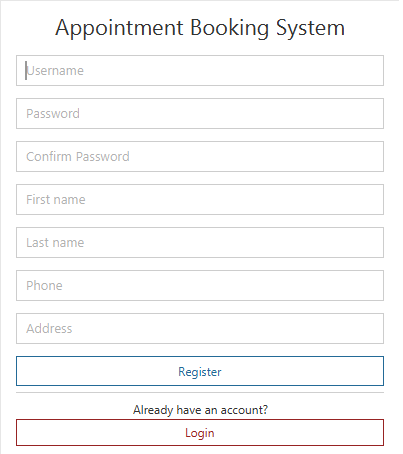 Appointment Booking System
Username
Password
Confirm Password
First name
Last name
Phone
Address
Register
Already have an account?
Login